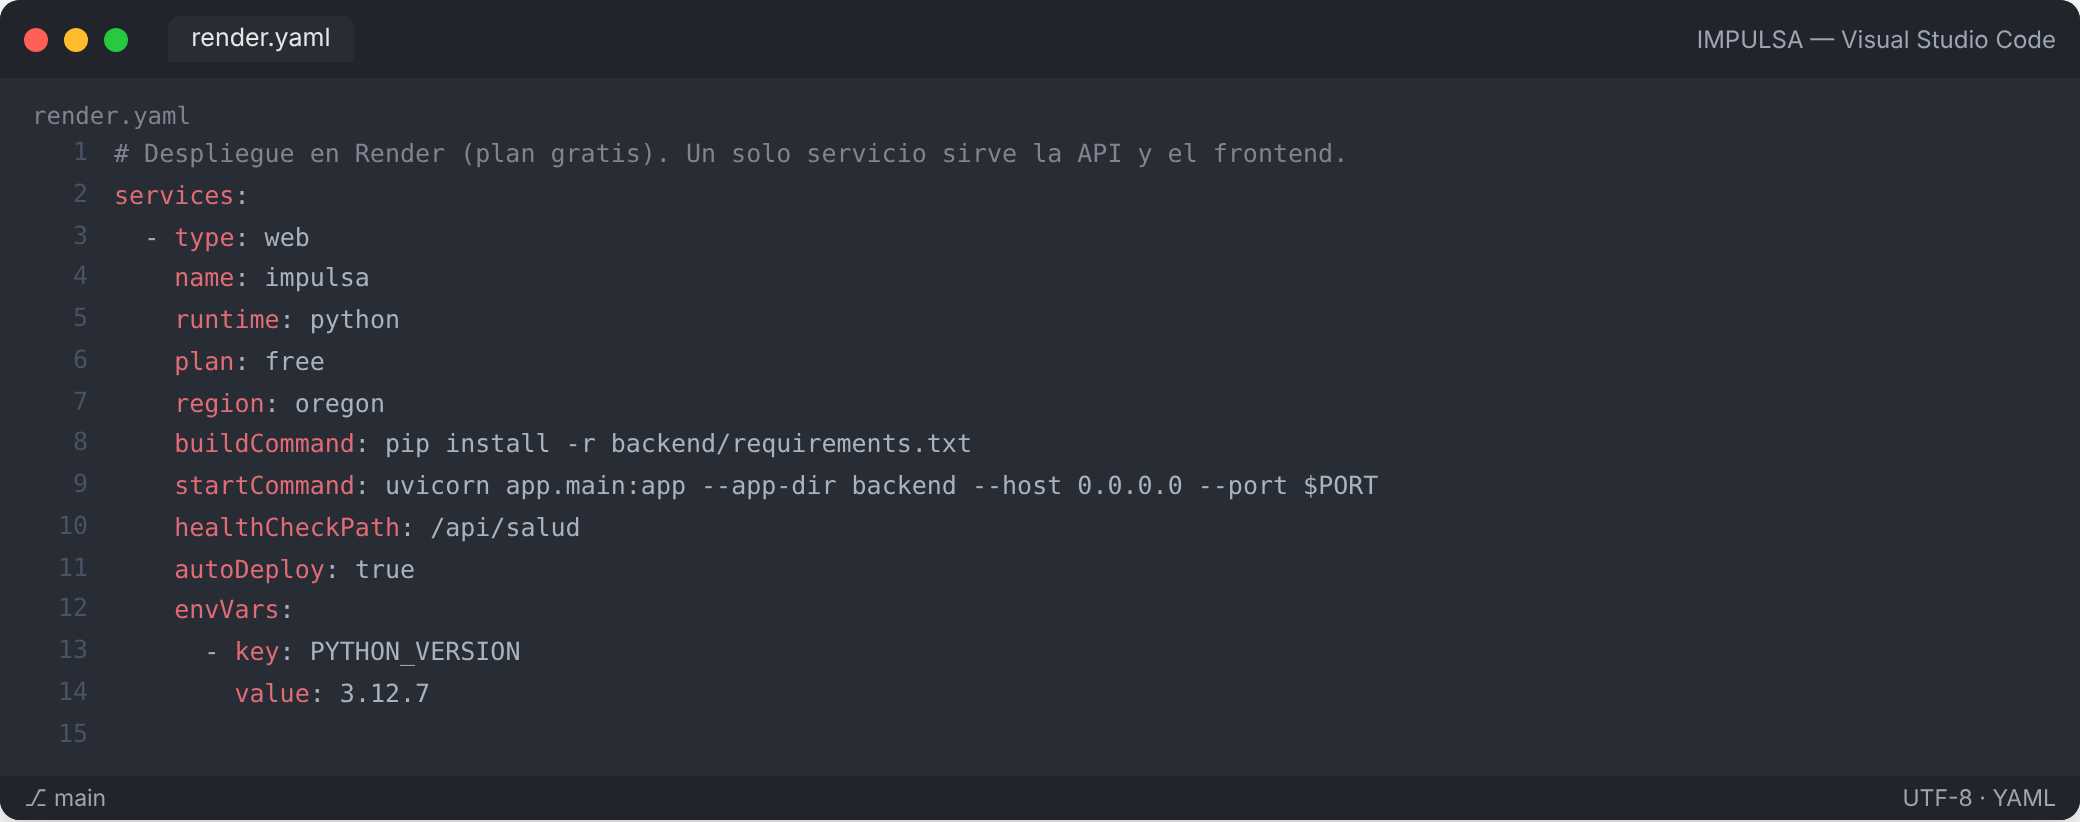 render.yaml
IMPULSA — Visual Studio Code
render.yaml
1 # Despliegue en Render (plan gratis). Un solo servicio sirve la API y el frontend.
2 services:
3   - type: web
4     name: impulsa
5     runtime: python
6     plan: free
7     region: oregon
8     buildCommand: pip install -r backend/requirements.txt
9     startCommand: uvicorn app.main:app --app-dir backend --host 0.0.0.0 --port $PORT
10     healthCheckPath: /api/salud
11     autoDeploy: true
12     envVars:
13       - key: PYTHON_VERSION
14         value: 3.12.7
15
⎇ main
UTF-8 · YAML